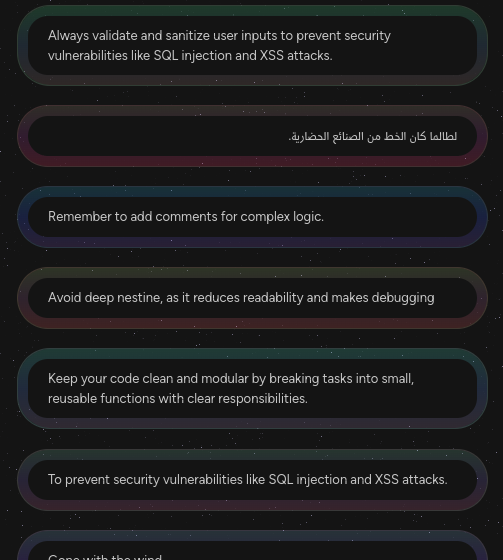 Always validate and sanitize user inputs to prevent security
vulnerabilities like SQL injection and XSS attacks.
لطالما كان الخط من الصنائع الحضارية.
Remember to add comments for complex logic.
Avoid deep nestine, as it reduces readability and makes debugging
Keep your code clean and modular by breaking tasks into small,
reusable functions with clear responsibilities.
To prevent security vulnerabilities like SQL injection and XSS attacks.
Gone with the wind